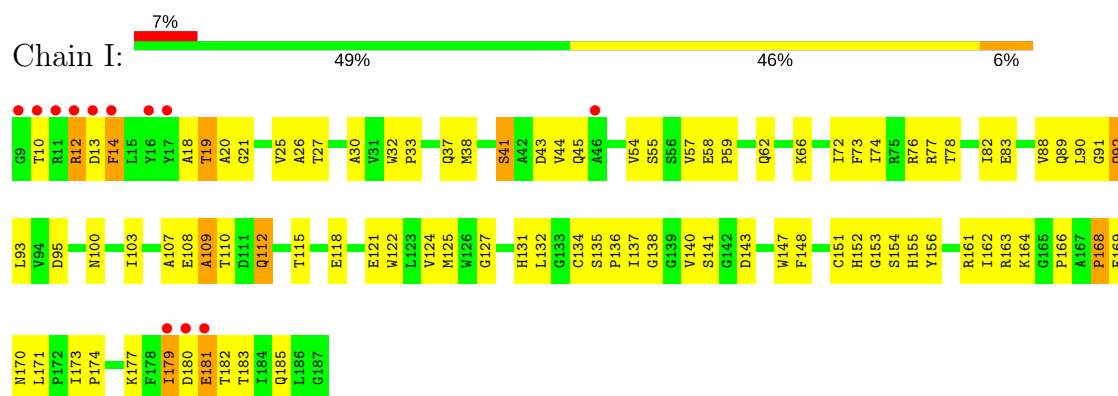 7%
Chain I:
49% 46% 6%
G9 T10 R11 R12 D13 F14 L15 Y16 Y17 A18 T19 A20 G21 V25 A26 T27 A30 V31 W32 P33 Q37 M38 S41 A42 D43 V44 Q45 A46 V54 S55 S56 V57 E58 P59 Q62 K66 I72 F73 I74 R75 R76 R77 T78 I82 E83 V88 Q89 L90 G91
L93 V94 D95 N100 I103 A107 E108 A109 T110 D111 Q112 T115 E118 E121 W122 L123 V124 M125 W126 G127 H131 L132 G133 C134 S135 P136 I137 G138 G139 V140 S141 G142 D143 W147 F148 C151 H152 G153 S154 H155 Y156 R161 I162 R163 K164 G165 P166 A167 P168
N170 L171 P172 I173 P174 K177 F178 I179 D180 E181 T182 T183 I184 Q185 L186 G187